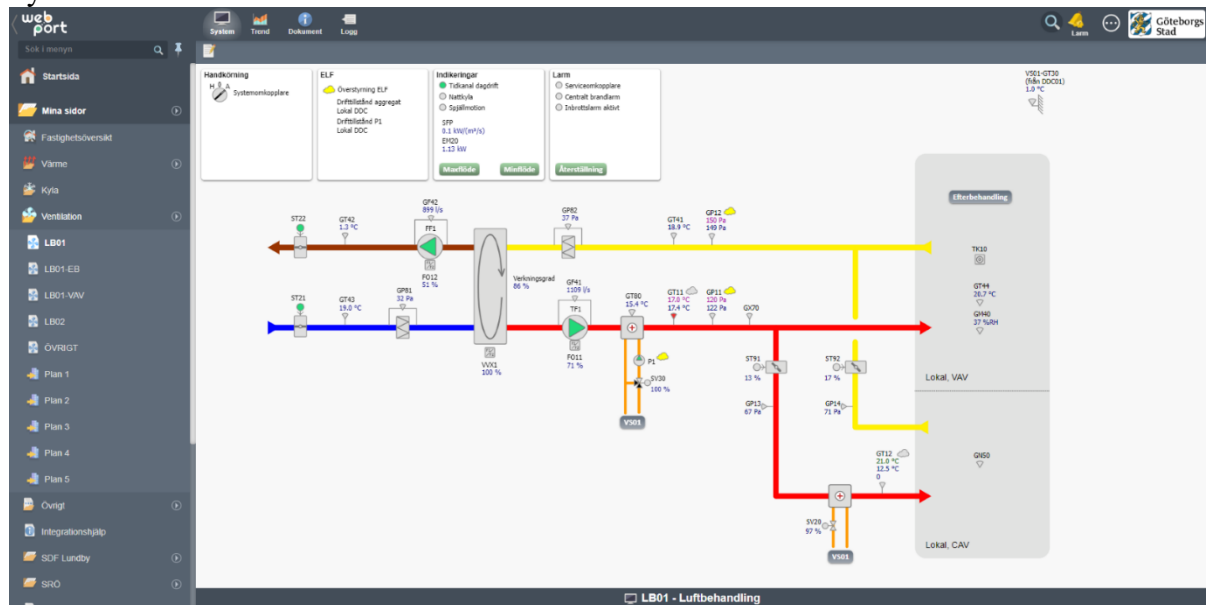 web port
System
Trend
Dokument
Logg
Larm
Göteborgs
Stad
Sök i menyn
Startsida
Mina sidor
Fastighetsöversikt
Värme
Kyla
Ventilation
LB01
LB01-EB
LB01-VAV
LB02
ÖVRIGT
Plan 1
Plan 2
Plan 3
Plan 4
Plan 5
Övrigt
Integrationshjälp
SDF Lundby
SRÖ
Handkörning
H A
Systemomkopplare
ELF
Överstyrning ELF
Drifttillstånd aggregat
Lokal DDC
Drifttillstånd P1
Lokal DDC
Indikeringar
Tidkanal dagdrift
Nattkyla
Spjällmotion
SFP
0.1 kW/(m³/s)
EM20
1.13 kW
Maxflöde
Minflöde
Larm
Serviceomkopplare
Centralt brandlarm
Inbrottslarm aktivt
Återställning
VS01-GT30
(från DDC01)
1.0 °C
Efterbehandling
ST22
GT42
1.3 °C
GF42
899 l/s
FF1
FO12
51 %
GP82
37 Pa
GT41
18.9 °C
GP12
150 Pa
149 Pa
TK10
ST21
GT43
19.0 °C
GP81
32 Pa
VVX1
100 %
Verkningsgrad
86 %
GF41
1109 l/s
TF1
FO11
71 %
GT80
15.4 °C
GT11
17.0 °C
17.4 °C
GP11
120 Pa
122 Pa
GX70
GT44
20.7 °C
GM40
37 %RH
P1
SV30
100 %
VS01
ST91
13 %
ST92
17 %
Lokal, VAV
GP13
67 Pa
GP14
71 Pa
GT12
21.0 °C
12.5 °C
0
GN50
SV20
97 %
VS01
Lokal, CAV
LB01 - Luftbehandling